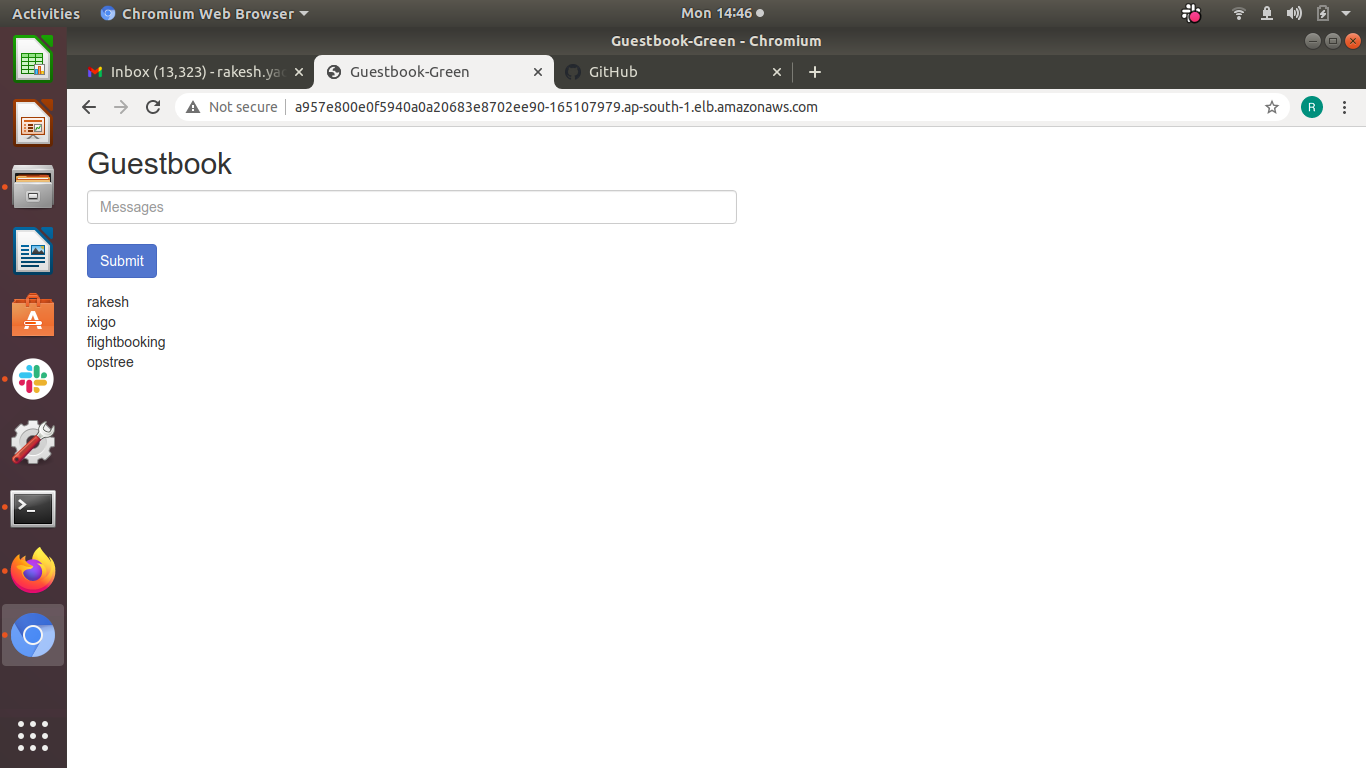 Activities
Chromium Web Browser
Mon 14:46
Guestbook-Green - Chromium
Inbox (13,323) - rakesh.ya
Guestbook-Green
GitHub
Not secure
a957e800e0f5940a0a20683e8702ee90-165107979.ap-south-1.elb.amazonaws.com
R
Guestbook
Messages
Submit
rakesh
ixigo
flightbooking
opstree